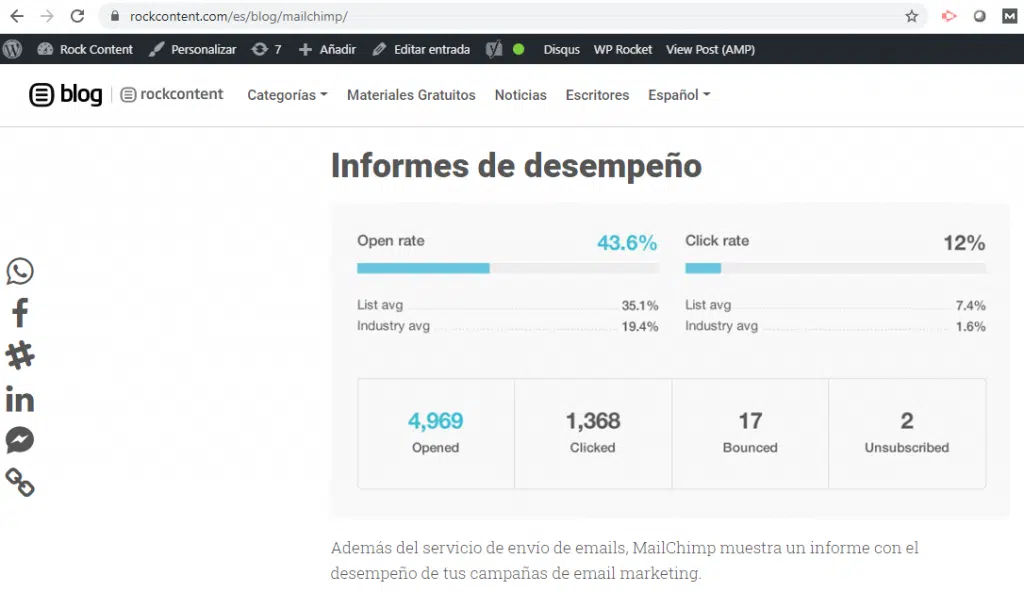 rockcontent.com/es/blog/mailchimp/
Rock Content Personalizar 7 Añadir Editar entrada Disqus WP Rocket View Post (AMP)
blog rockcontent Categorías Materiales Gratuitos Noticias Escritores Español
Informes de desempeño
Open rate 43.6% Click rate 12%
List avg 35.1% List avg 7.4%
Industry avg 19.4% Industry avg 1.6%
4,969 1,368 17 2
Opened Clicked Bounced Unsubscribed
Además del servicio de envío de emails, MailChimp muestra un informe con el
desempeño de tus campañas de email marketing.